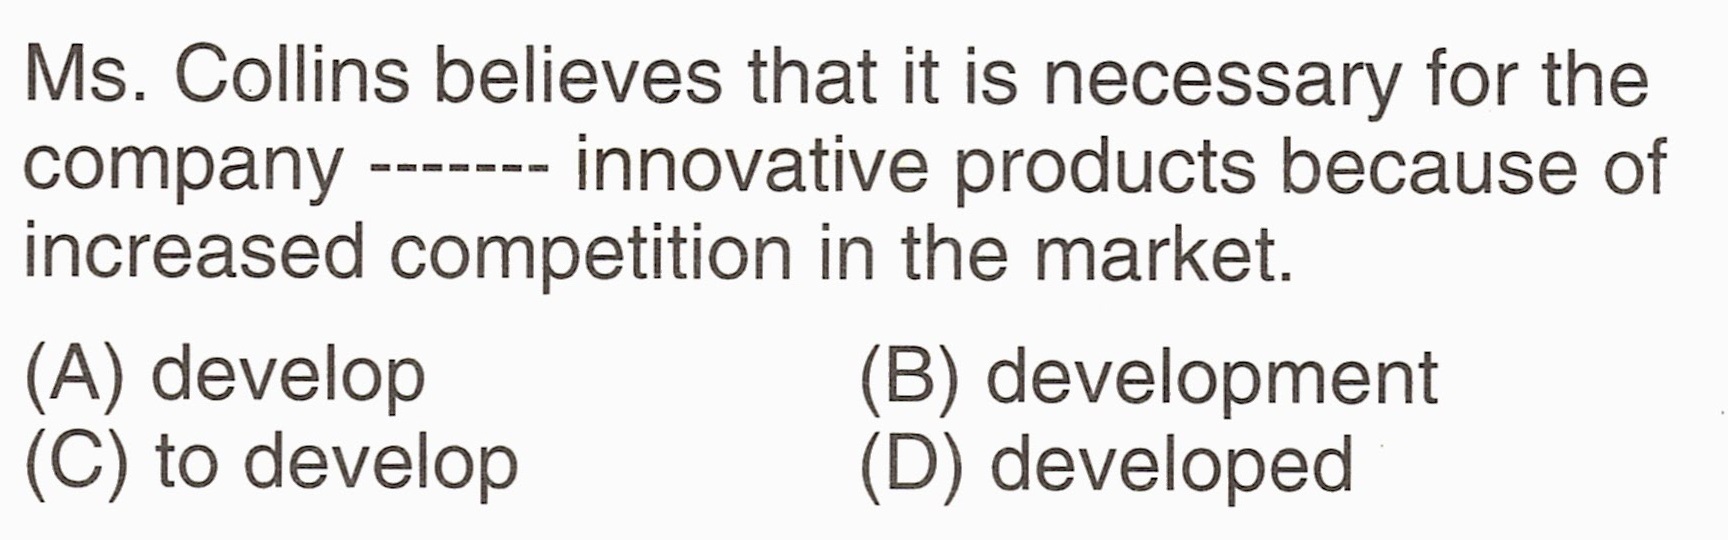 Ms. Collins believes that it is necessary for the
company ------- innovative products because of
increased competition in the market.
(A) develop (B) development
(C) to develop (D) developed